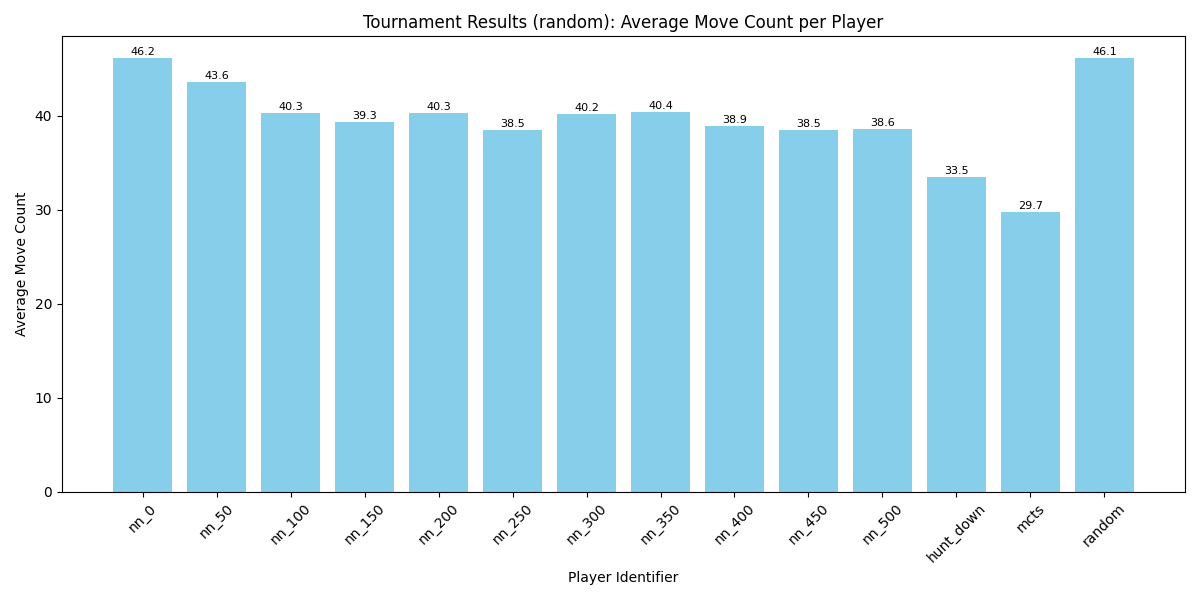 Tournament Results (random): Average Move Count per Player
Average Move Count
40
30
20
10
0
46.2
43.6
40.3
39.3
40.3
38.5
40.2
40.4
38.9
38.5
38.6
33.5
29.7
46.1
nn_0
nn_50
nn_100
nn_150
nn_200
nn_250
nn_300
nn_350
nn_400
nn_450
nn_500
hunt_down
mcts
random
Player Identifier